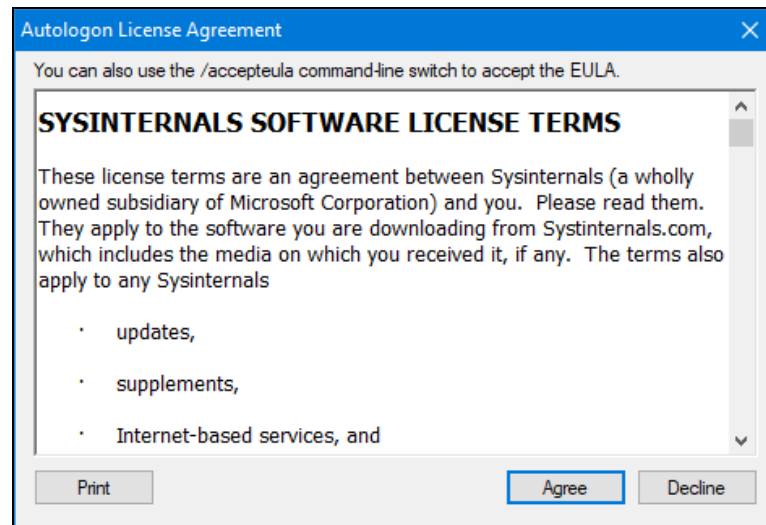 Autologon License Agreement
You can also use the /accepteula command-line switch to accept the EULA.
SYSINTERNALS SOFTWARE LICENSE TERMS
These license terms are an agreement between Sysinternals (a wholly
owned subsidiary of Microsoft Corporation) and you.  Please read them.
They apply to the software you are downloading from Systinternals.com,
which includes the media on which you received it, if any.  The terms also
apply to any Sysinternals
· updates,
· supplements,
· Internet-based services, and
Print Agree Decline